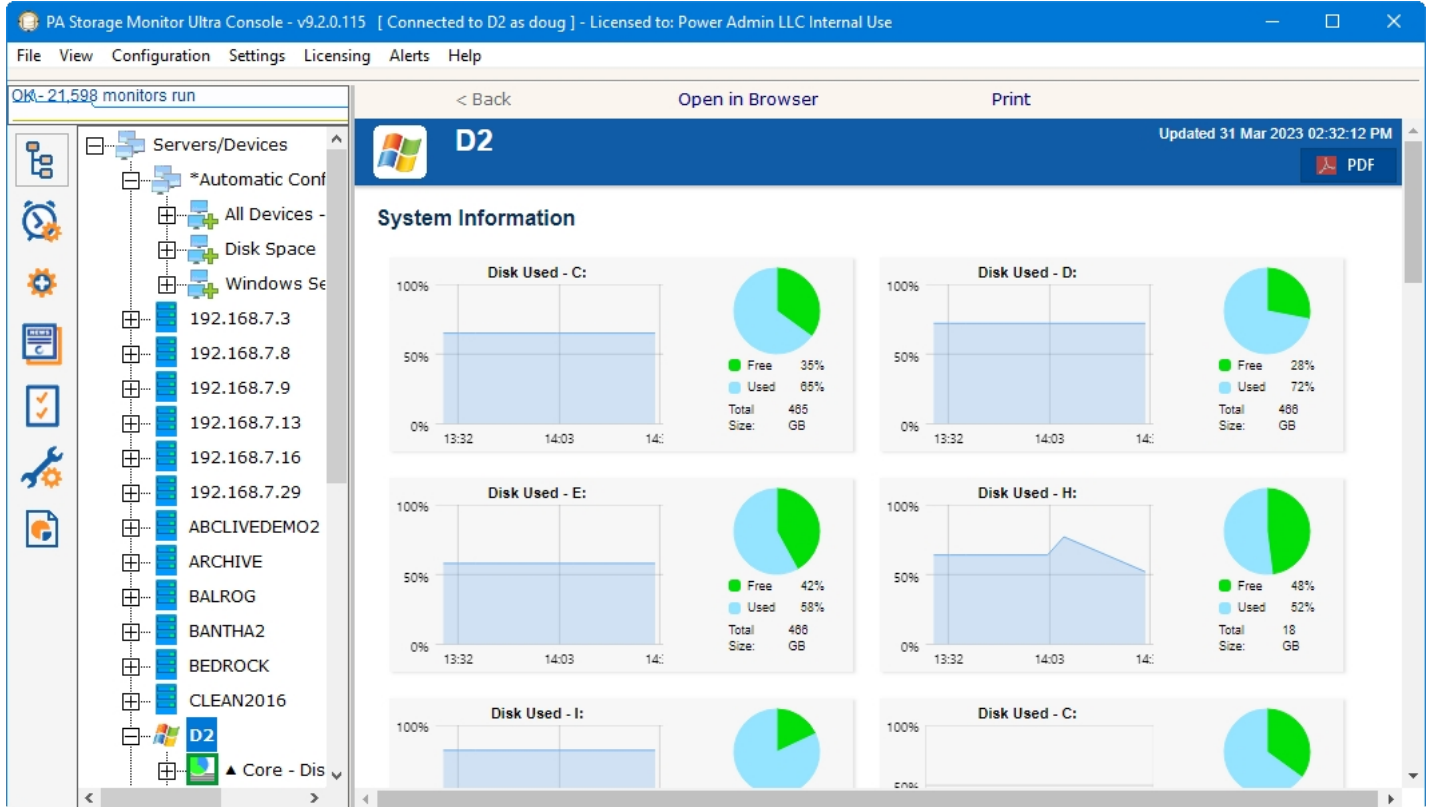 PA Storage Monitor Ultra Console - v9.2.0.115 [ Connected to D2 as doug ] - Licensed to: Power Admin LLC Internal Use
File View Configuration Settings Licensing Alerts Help
OK - 21,598 monitors run
< Back Open in Browser Print
Servers/Devices
*Automatic Conf
All Devices -
Disk Space
Windows Se
192.168.7.3
192.168.7.8
192.168.7.9
192.168.7.13
192.168.7.16
192.168.7.29
ABCLIVEDEMO2
ARCHIVE
BALROG
BANTHA2
BEDROCK
CLEAN2016
D2
▲ Core - Dis
NEWS
D2
Updated 31 Mar 2023 02:32:12 PM
PDF
System Information
Disk Used - C:
100%
50%
0%
13:32 14:03 14:
Free 35%
Used 65%
Total 465
Size: GB
Disk Used - D:
100%
50%
0%
13:32 14:03 14:
Free 28%
Used 72%
Total 466
Size: GB
Disk Used - E:
100%
50%
0%
13:32 14:03 14:
Free 42%
Used 58%
Total 466
Size: GB
Disk Used - H:
100%
50%
0%
13:32 14:03 14:
Free 48%
Used 52%
Total 18
Size: GB
Disk Used - I:
100%
Disk Used - C:
100%
50%